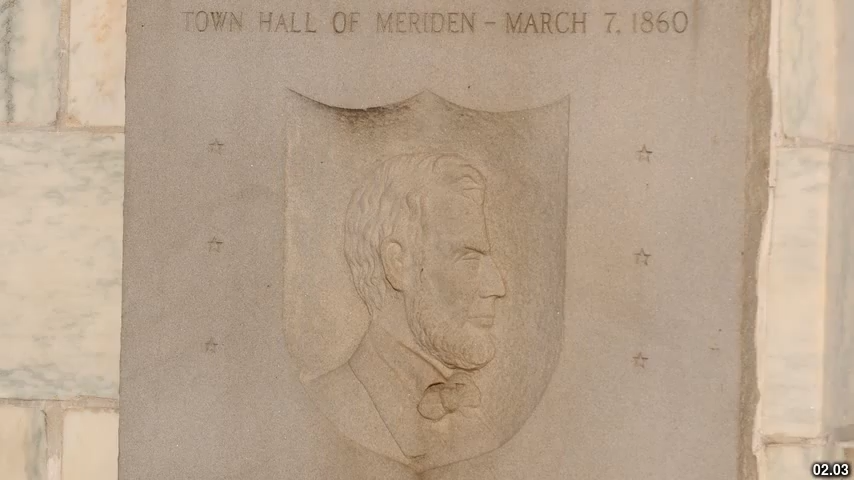 TOWN HALL OF MERIDEN – MARCH 7, 1860
02.03